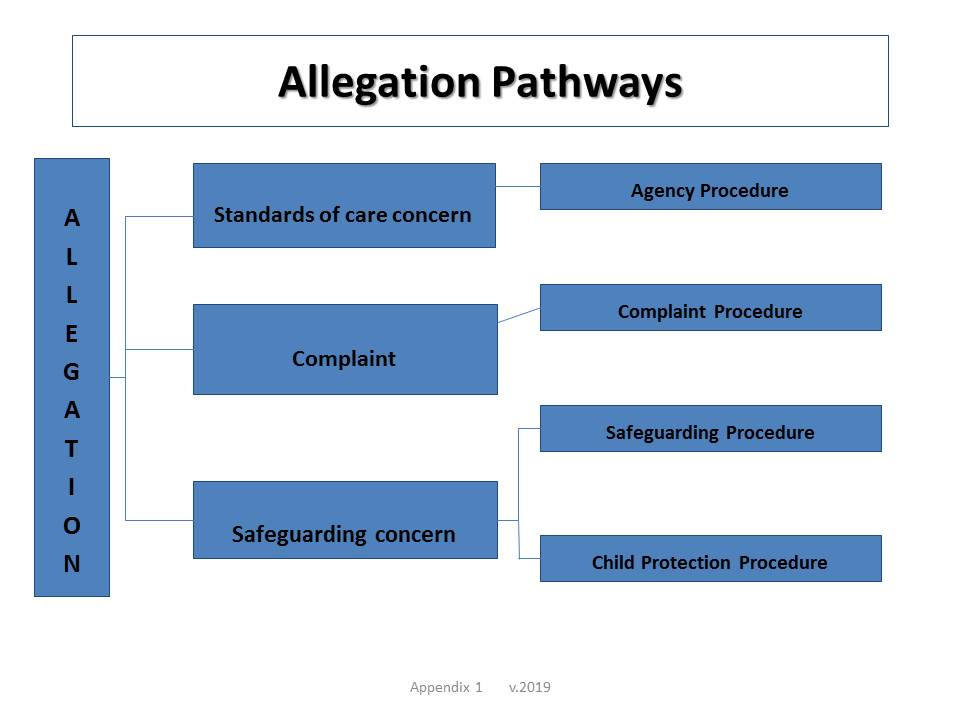 Allegation Pathways
A
L
L
E
G
A
T
I
O
N
Standards of care concern
Agency Procedure
Complaint
Complaint Procedure
Safeguarding concern
Safeguarding Procedure
Child Protection Procedure
Appendix 1 v.2019